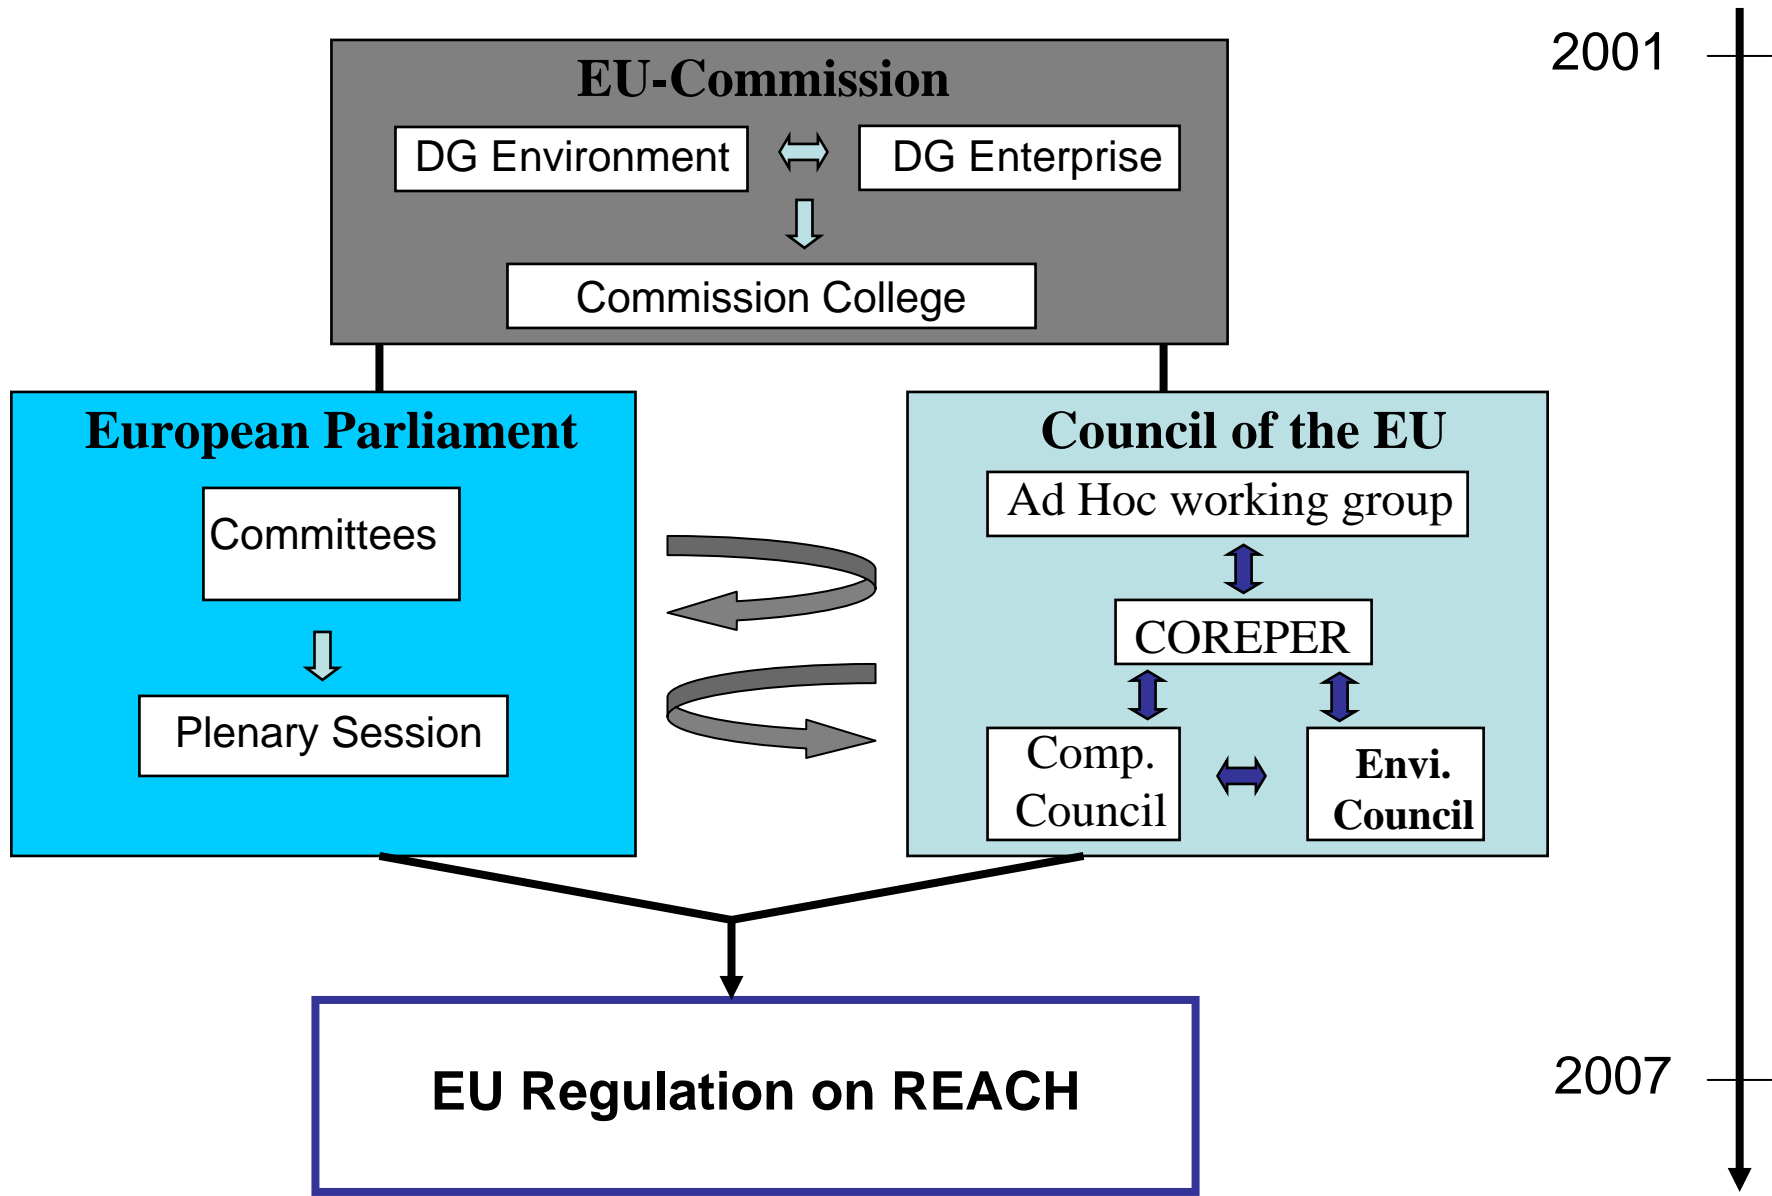 EU-Commission
2001
DG Environment
DG Enterprise
Commission College
European Parliament
Committees
Plenary Session
Council of the EU
Ad Hoc working group
COREPER
Comp.
Council
Envi.
Council
EU Regulation on REACH
2007